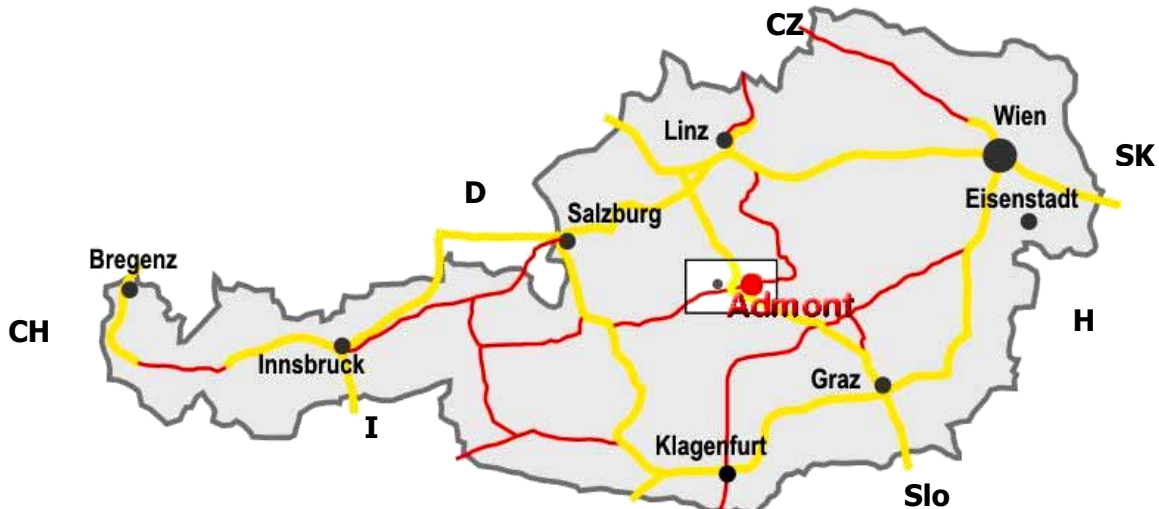 CZ
Wien
Linz
SK
D
Eisenstadt
Salzburg
Bregenz
Admont
CH
H
Innsbruck
Graz
I
Klagenfurt
Slo